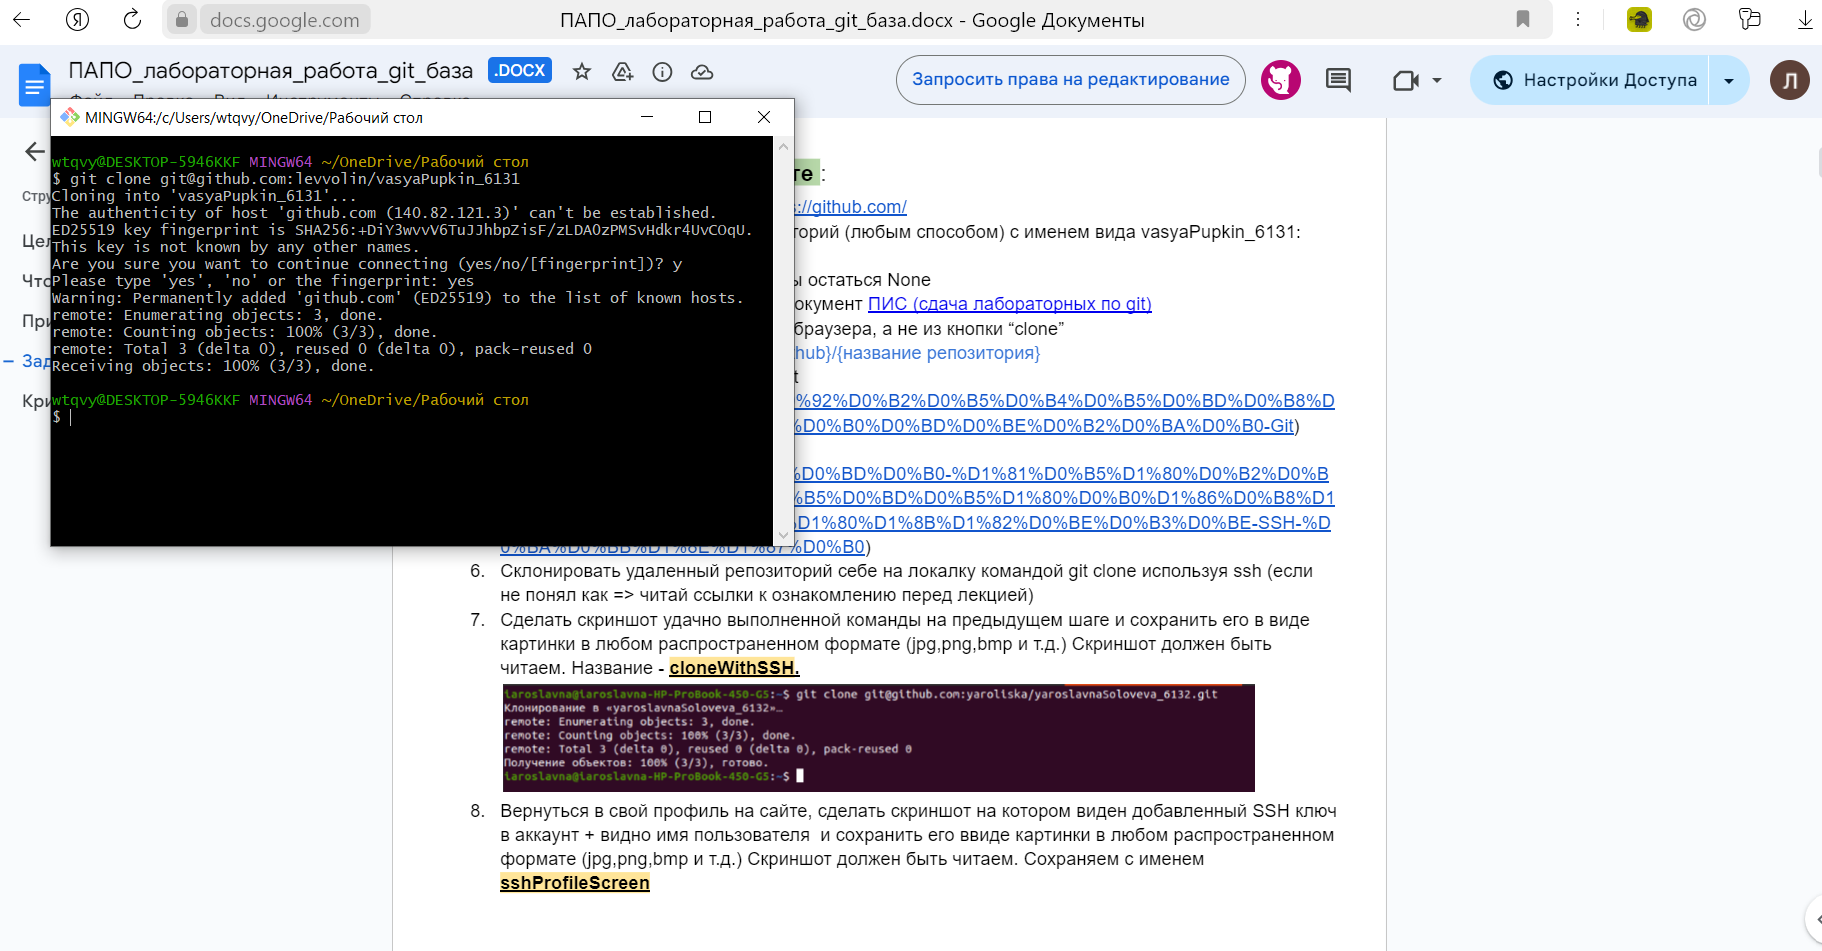 docs.google.com
ПАПО_лабораторная_работа_git_база.docx - Google Документы
ПАПО_лабораторная_работа_git_база .DOCX
Запросить права на редактирование
Настройки Доступа
Л
MINGW64:/c/Users/wtqvy/OneDrive/Рабочий стол
wtqvy@DESKTOP-5946KKF MINGW64 ~/OneDrive/Рабочий стол
$ git clone git@github.com:levvolin/vasyaPupkin_6131
Cloning into 'vasyaPupkin_6131'...
The authenticity of host 'github.com (140.82.121.3)' can't be established.
ED25519 key fingerprint is SHA256:+DiY3wvvV6TuJJhbpZisF/zLDA0zPMSvHdkr4UvCOqU.
This key is not known by any other names.
Are you sure you want to continue connecting (yes/no/[fingerprint])? y
Please type 'yes', 'no' or the fingerprint: yes
Warning: Permanently added 'github.com' (ED25519) to the list of known hosts.
remote: Enumerating objects: 3, done.
remote: Counting objects: 100% (3/3), done.
remote: Total 3 (delta 0), reused 0 (delta 0), pack-reused 0
Receiving objects: 100% (3/3), done.
wtqvy@DESKTOP-5946KKF MINGW64 ~/OneDrive/Рабочий стол
$
Стру
Цел
Что
При
Зад
Кри
те :
s://github.com/
торий (любым способом) с именем вида vasyaPupkin_6131:
ы остаться None
окумент ПИС (сдача лабораторных по git)
браузера, а не из кнопки “clone”
hub}/{название репозитория}
t
%92%D0%B2%D0%B5%D0%B4%D0%B5%D0%BD%D0%B8%D
%D0%B0%D0%BD%D0%BE%D0%B2%D0%BA%D0%B0-Git)
%D0%BD%D0%B0-%D1%81%D0%B5%D1%80%D0%B2%D0%B
%B5%D0%BD%D0%B5%D1%80%D0%B0%D1%86%D0%B8%D1
%D1%80%D1%8B%D1%82%D0%BE%D0%B3%D0%BE-SSH-%D
0%BA%D0%BB%D1%8E%D1%87%D0%B0)
6. Склонировать удаленный репозиторий себе на локалку командой git clone используя ssh (если
не понял как => читай ссылки к ознакомлению перед лекцией)
7. Сделать скриншот удачно выполненной команды на предыдущем шаге и сохранить его в виде
картинки в любом распространенном формате (jpg,png,bmp и т.д.) Скриншот должен быть
читаем. Название - cloneWithSSH.
iaroslavna@iaroslavna-HP-ProBook-450-G5:~$ git clone git@github.com:yaroliska/yaroslavnaSoloveva_6132.git
Клонирование в «yaroslavnaSoloveva_6132»…
remote: Enumerating objects: 3, done.
remote: Counting objects: 100% (3/3), done.
remote: Total 3 (delta 0), reused 0 (delta 0), pack-reused 0
Получение объектов: 100% (3/3), готово.
iaroslavna@iaroslavna-HP-ProBook-450-G5:~$
8. Вернуться в свой профиль на сайте, сделать скриншот на котором виден добавленный SSH ключ
в аккаунт + видно имя пользователя и сохранить его ввиде картинки в любом распространенном
формате (jpg,png,bmp и т.д.) Скриншот должен быть читаем. Сохраняем с именем
sshProfileScreen